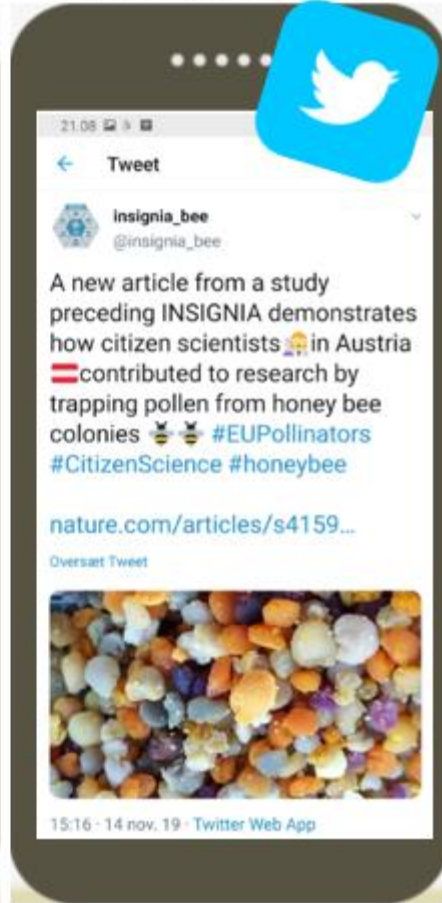 21:08
Tweet
insignia_bee
@insignia_bee
A new article from a study
preceding INSIGNIA demonstrates
how citizen scientists👩‍🔬in Austria
🇦🇹contributed to research by
trapping pollen from honey bee
colonies 🐝 🐝 #EUPollinators
#CitizenScience #honeybee
nature.com/articles/s4159...
Oversæt Tweet
15:16 · 14 nov. 19 · Twitter Web App